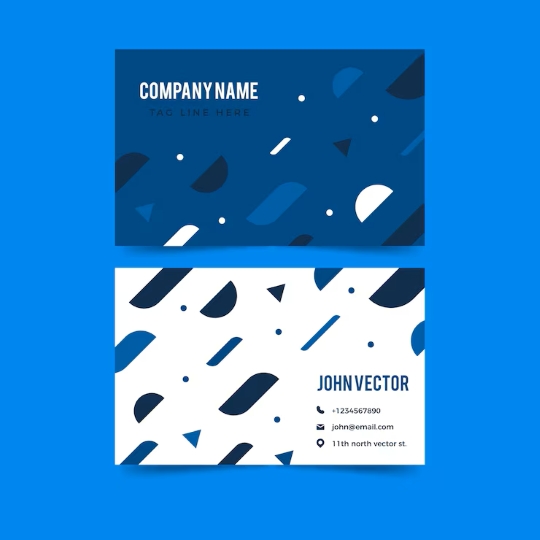 COMPANY NAME
TAG LINE HERE
JOHN VECTOR
+1234567890
john@email.com
11th north vector st.